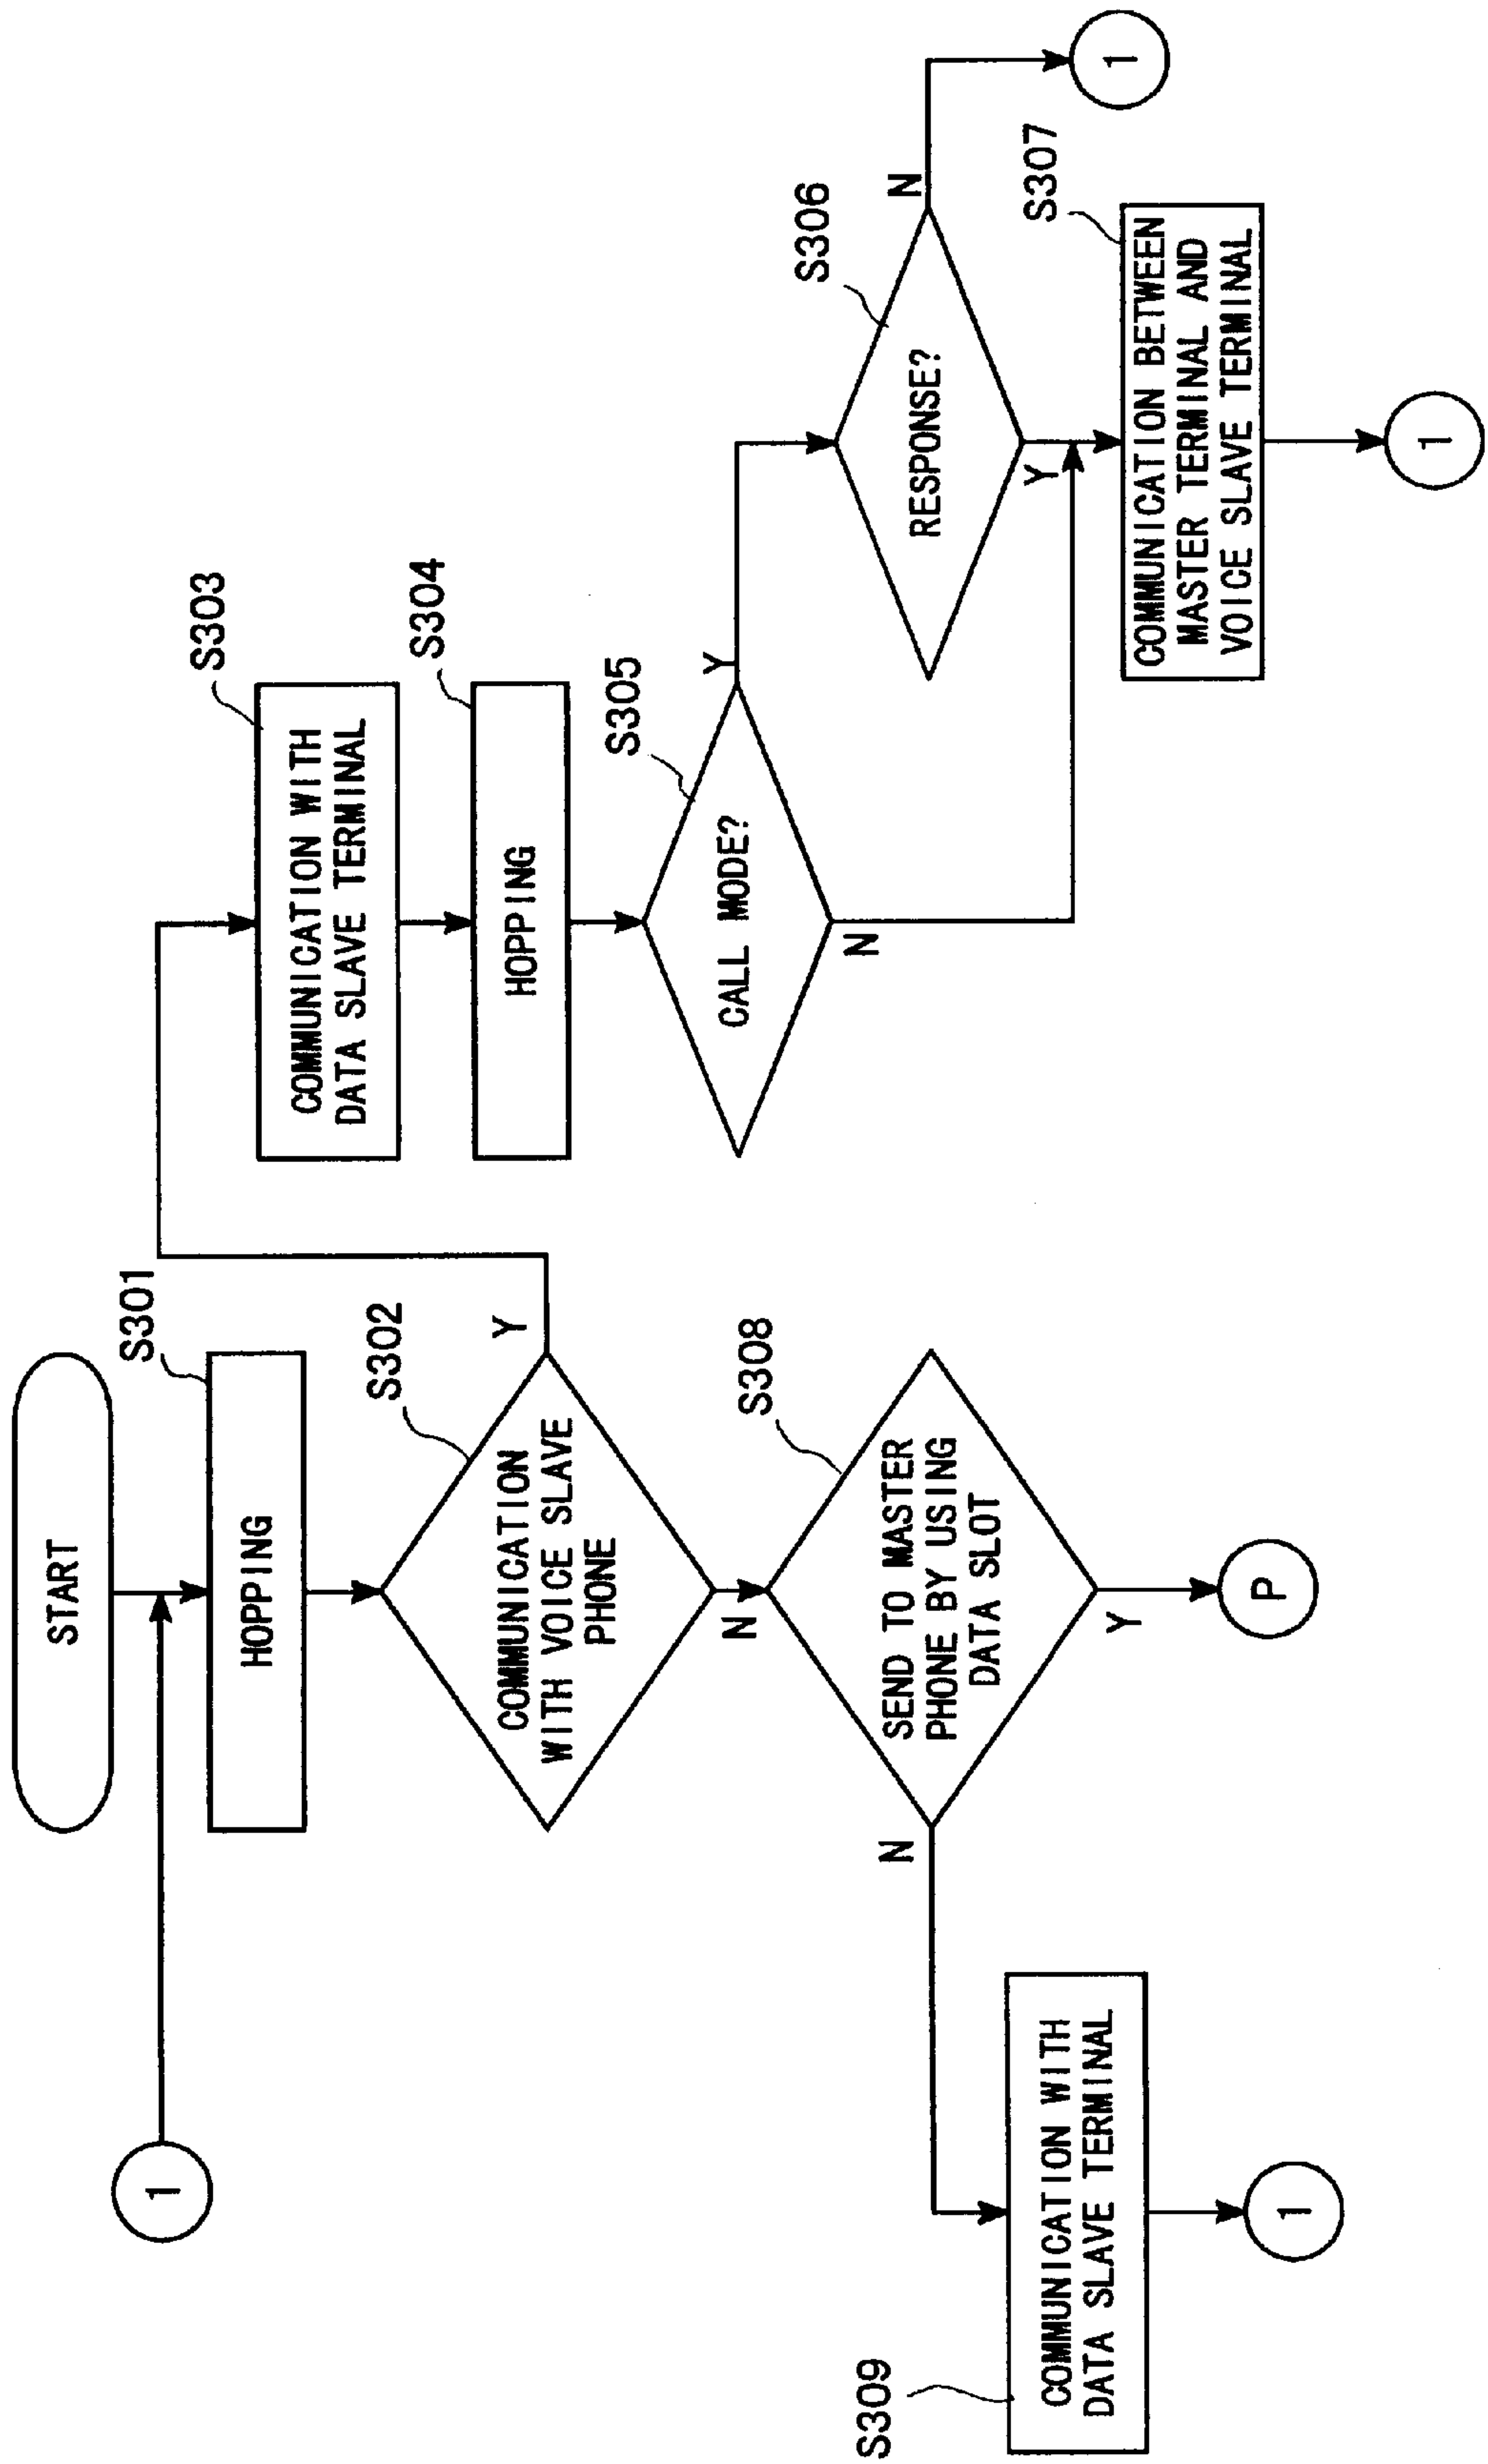 START
1
S301
HOPPING
S302
COMMUNICATION
WITH VOICE SLAVE
PHONE
Y
N
S308
SEND TO MASTER
PHONE BY USING
DATA SLOT
N
Y
P
S309
COMMUNICATION WITH
DATA SLAVE TERMINAL
1
S303
COMMUNICATION WITH
DATA SLAVE TERMINAL
S304
HOPPING
S305
CALL MODE?
Y
N
S306
RESPONSE?
N
Y
1
S307
COMMUNICATION BETWEEN
MASTER TERMINAL AND
VOICE SLAVE TERMINAL
1